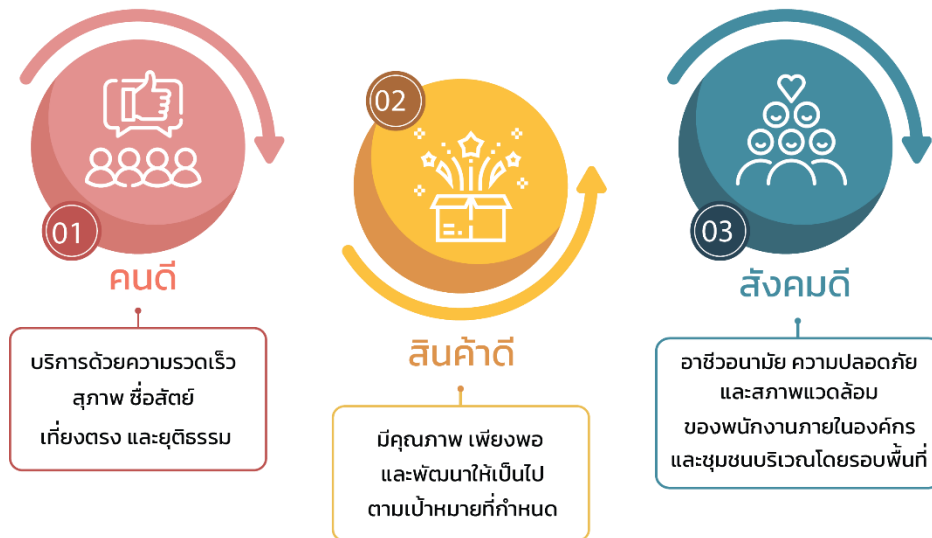 01
คนดี
บริการด้วยความรวดเร็ว
สุภาพ ซื่อสัตย์
เที่ยงตรง และยุติธรรม
02
สินค้าดี
มีคุณภาพ เพียงพอ
และพัฒนาให้เป็นไป
ตามเป้าหมายที่กำหนด
03
สังคมดี
อาชีวอนามัย ความปลอดภัย
และสภาพแวดล้อม
ของพนักงานภายในองค์กร
และชุมชนบริเวณโดยรอบพื้นที่